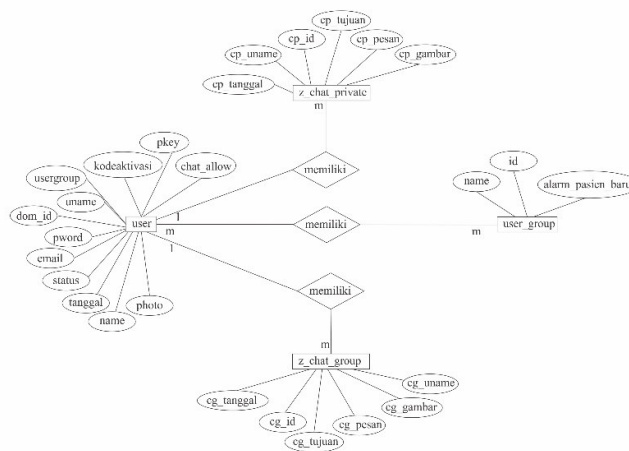 cp_tujuan
cp_id
cp_uname
cp_pesan
cp_gambar
cp_tanggal
z_chat_private
m
pkey
kodeaktivasi
chat_allow
usergroup
uname
dom_id
pword
email
status
tanggal
name
photo
user
1
m
1
memiliki
memiliki
memiliki
id
name
alarm_pasien_baru
m
user_group
m
z_chat_group
cg_tanggal
cg_id
cg_tujuan
cg_pesan
cg_gambar
cg_uname